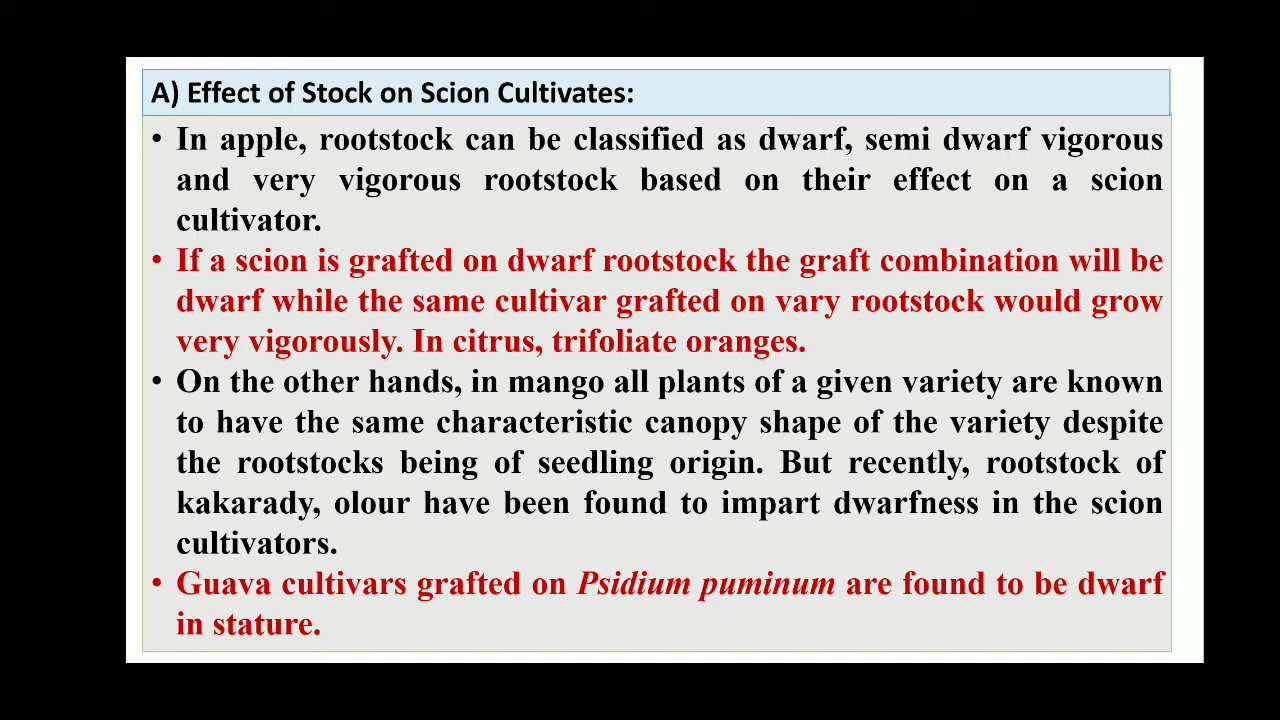 A) Effect of Stock on Scion Cultivates:
• In apple, rootstock can be classified as dwarf, semi dwarf vigorous
and very vigorous rootstock based on their effect on a scion
cultivator.
• If a scion is grafted on dwarf rootstock the graft combination will be
dwarf while the same cultivar grafted on vary rootstock would grow
very vigorously. In citrus, trifoliate oranges.
• On the other hands, in mango all plants of a given variety are known
to have the same characteristic canopy shape of the variety despite
the rootstocks being of seedling origin. But recently, rootstock of
kakarady, olour have been found to impart dwarfness in the scion
cultivators.
• Guava cultivars grafted on Psidium puminum are found to be dwarf
in stature.